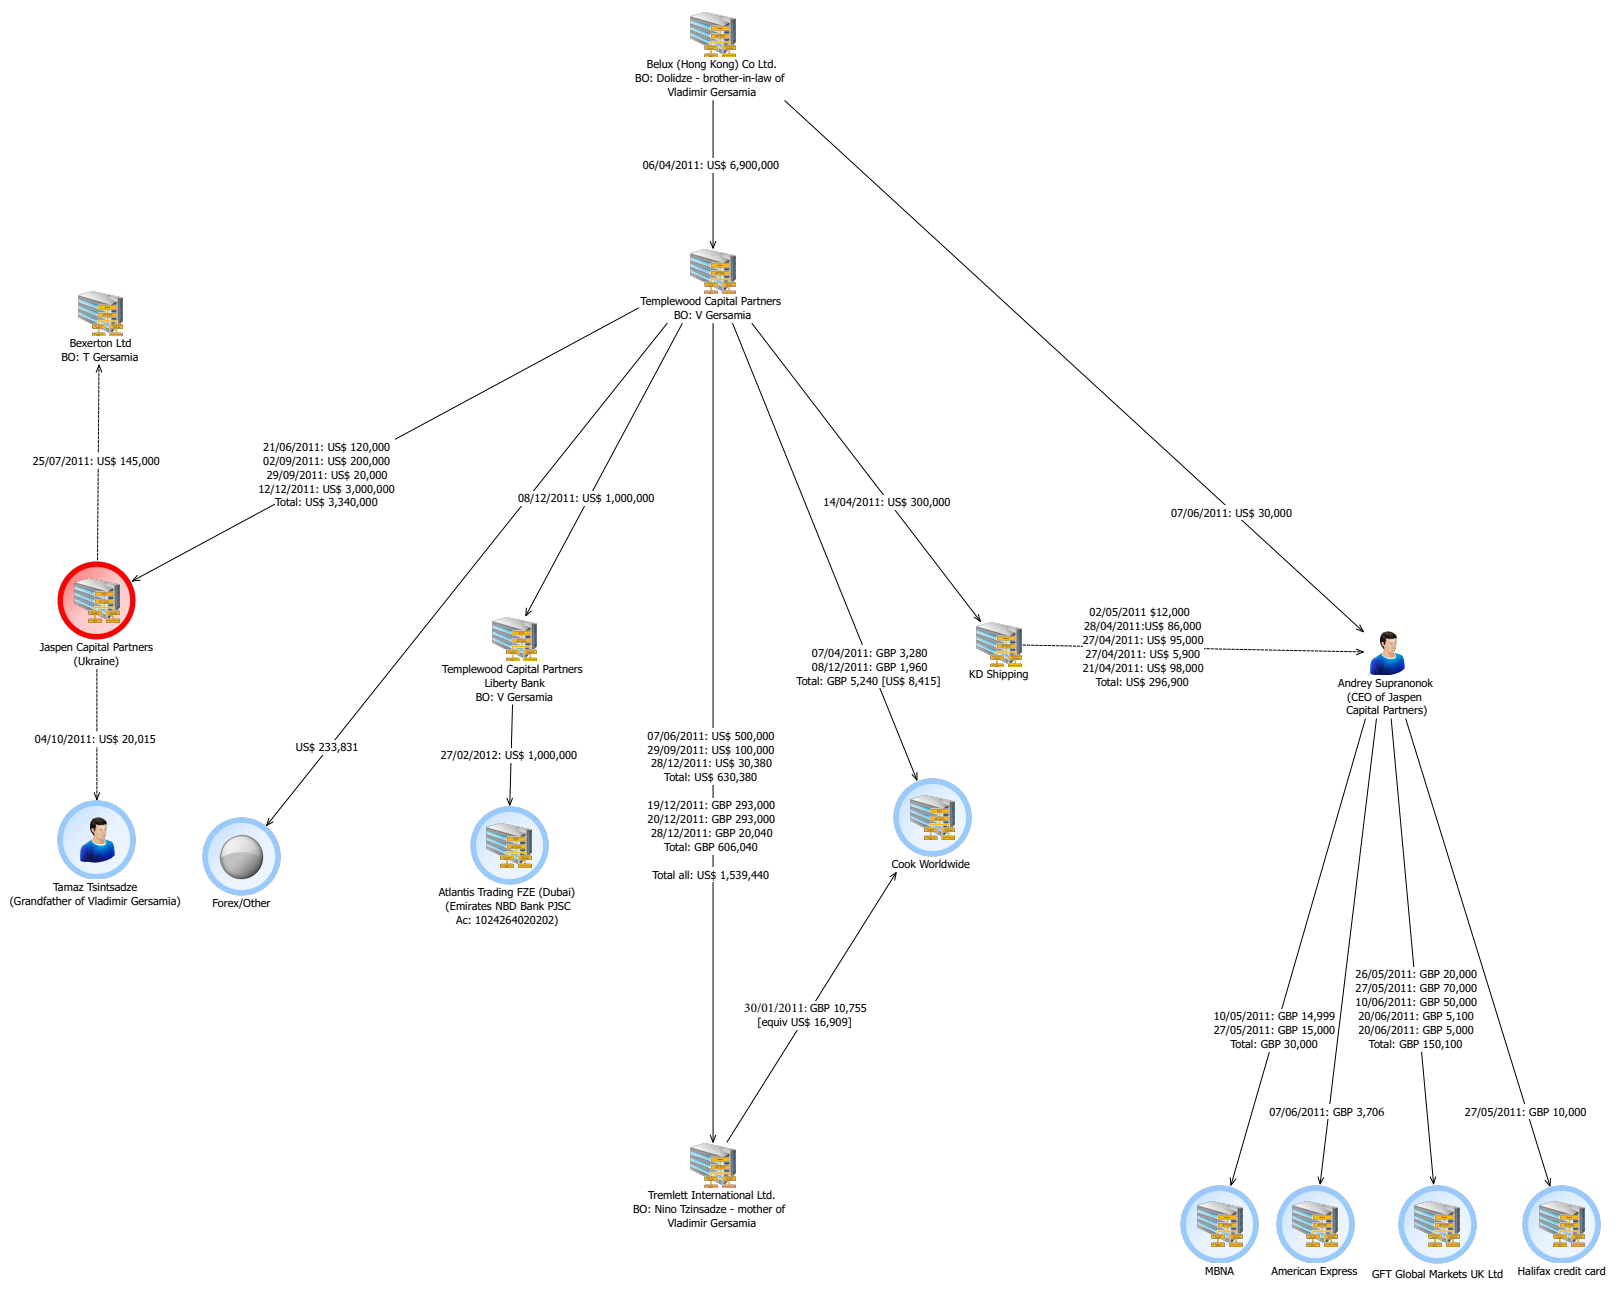 Belux (Hong Kong) Co Ltd.
BO: Dolidze - brother-in-law of
Vladimir Gersamia
06/04/2011: US$ 6,900,000
Templewood Capital Partners
BO: V Gersamia
Bexerton Ltd
BO: T Gersamia
25/07/2011: US$ 145,000
21/06/2011: US$ 120,000
02/09/2011: US$ 200,000
29/09/2011: US$ 20,000
12/12/2011: US$ 3,000,000
Total: US$ 3,340,000
08/12/2011: US$ 1,000,000
14/04/2011: US$ 300,000
07/06/2011: US$ 30,000
Jaspen Capital Partners
(Ukraine)
Templewood Capital Partners
Liberty Bank
BO: V Gersamia
07/04/2011: GBP 3,280
08/12/2011: GBP 1,960
Total: GBP 5,240 [US$ 8,415]
KD Shipping
02/05/2011 $12,000
28/04/2011:US$ 86,000
27/04/2011: US$ 95,000
27/04/2011: US$ 5,900
21/04/2011: US$ 98,000
Total: US$ 296,900
Andrey Supranonok
(CEO of Jaspen
Capital Partners)
04/10/2011: US$ 20,015
US$ 233,831
27/02/2012: US$ 1,000,000
07/06/2011: US$ 500,000
29/09/2011: US$ 100,000
28/12/2011: US$ 30,380
Total: US$ 630,380
19/12/2011: GBP 293,000
20/12/2011: GBP 293,000
28/12/2011: GBP 20,040
Total: GBP 606,040
Total all: US$ 1,539,440
Cook Worldwide
Tamaz Tsintsadze
(Grandfather of Vladimir Gersamia)
Forex/Other
Atlantis Trading FZE (Dubai)
(Emirates NBD Bank PJSC
Ac: 1024264020202)
30/01/2011: GBP 10,755
[equiv US$ 16,909]
10/05/2011: GBP 14,999
27/05/2011: GBP 15,000
Total: GBP 30,000
26/05/2011: GBP 20,000
27/05/2011: GBP 70,000
10/06/2011: GBP 50,000
20/06/2011: GBP 5,100
20/06/2011: GBP 5,000
Total: GBP 150,100
07/06/2011: GBP 3,706
27/05/2011: GBP 10,000
Tremlett International Ltd.
BO: Nino Tzinsadze - mother of
Vladimir Gersamia
MBNA
American Express
GFT Global Markets UK Ltd
Halifax credit card